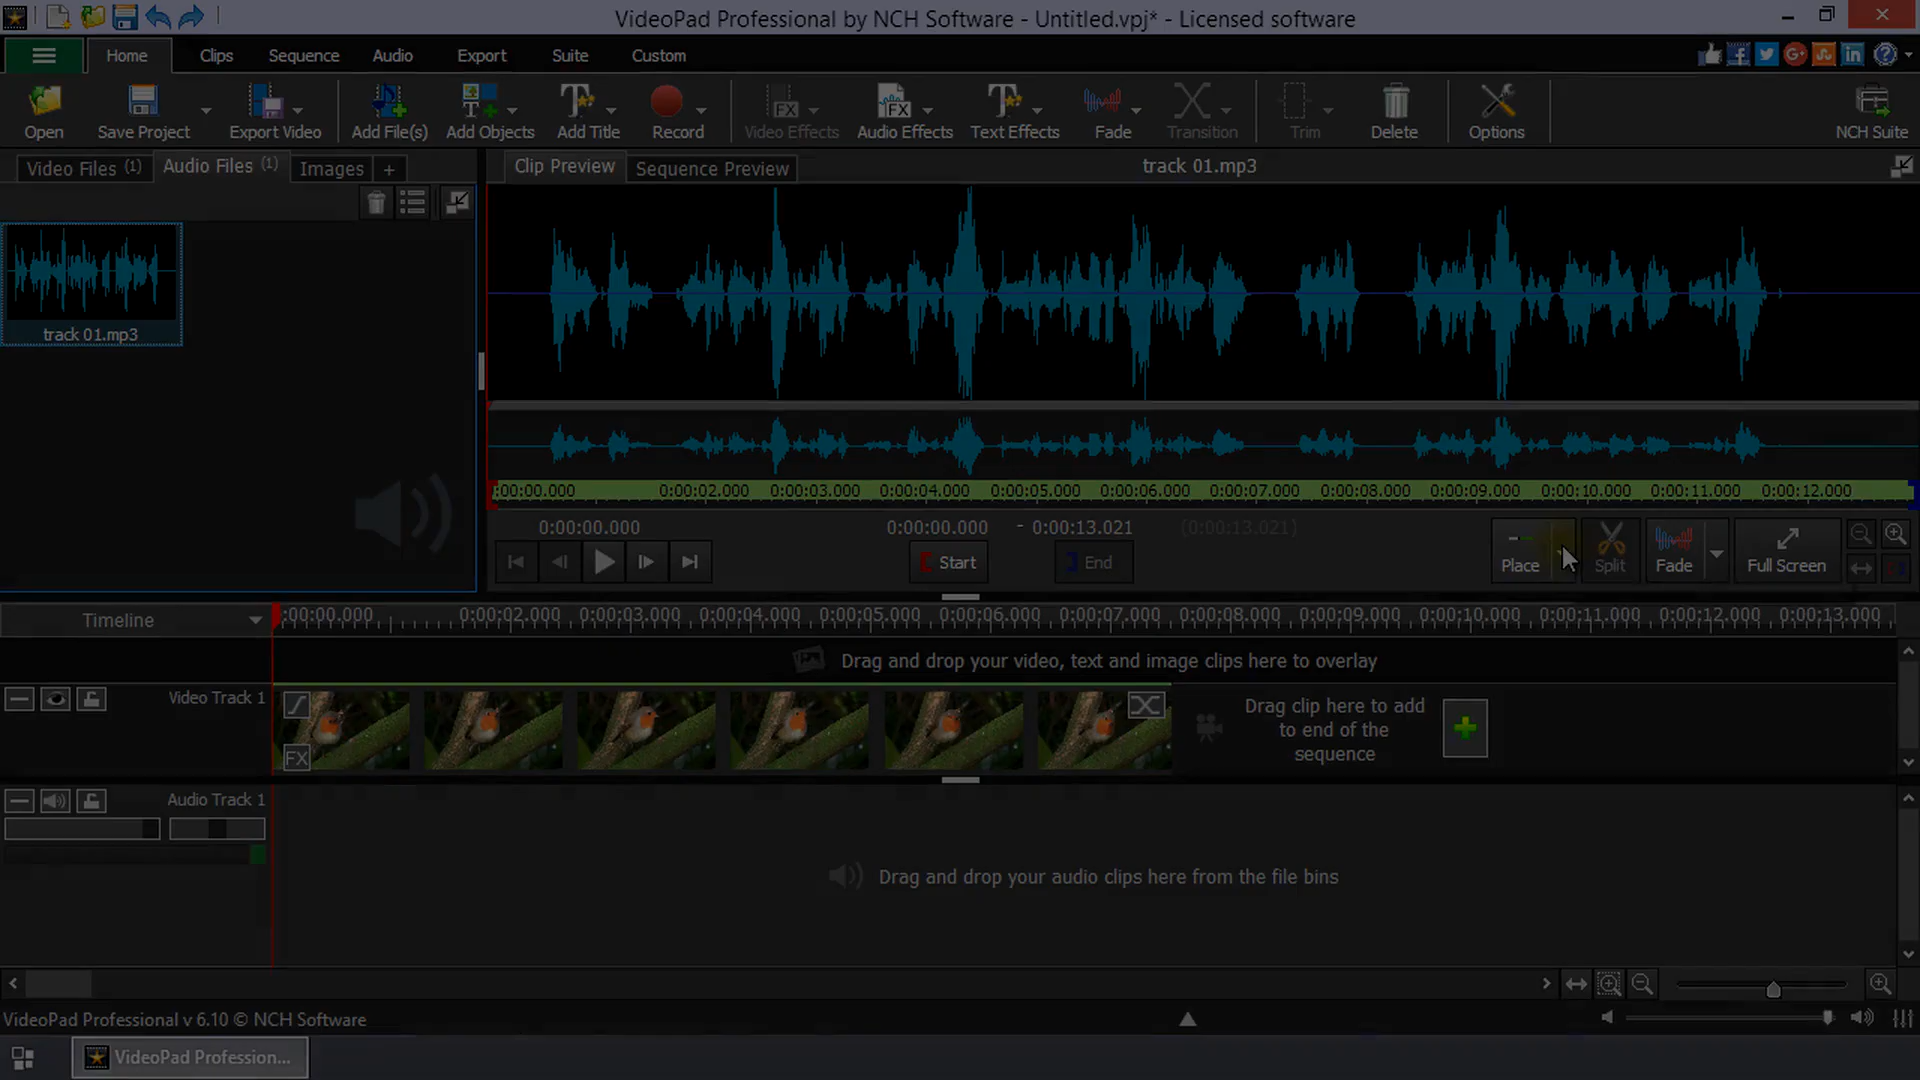 VideoPad Professional by NCH Software - Untitled.vpj* - Licensed software
Home Clips Sequence Audio Export Suite Custom
Open Save Project Export Video Add File(s) Add Objects Add Title Record Video Effects Audio Effects Text Effects Fade Transition Trim Delete Options NCH Suite
Video Files (1) Audio Files (1) Images + Clip Preview Sequence Preview track 01.mp3
track 01.mp3
:00:00.000 0:00:02.000 0:00:03.000 0:00:04.000 0:00:05.000 0:00:06.000 0:00:07.000 0:00:08.000 0:00:09.000 0:00:10.000 0:00:11.000 0:00:12.000
0:00:00.000 0:00:00.000 - 0:00:13.021 (0:00:13.021)
Start End Place Split Fade Full Screen
Timeline :00:00.000 0:00:02.000 0:00:03.000 0:00:04.000 0:00:05.000 0:00:06.000 0:00:07.000 0:00:08.000 0:00:09.000 0:00:10.000 0:00:11.000 0:00:12.000 0:00:13.000
Drag and drop your video, text and image clips here to overlay
Video Track 1
Drag clip here to add
to end of the
sequence
FX
Audio Track 1
Drag and drop your audio clips here from the file bins
VideoPad Professional v 6.10 © NCH Software
VideoPad Profession...